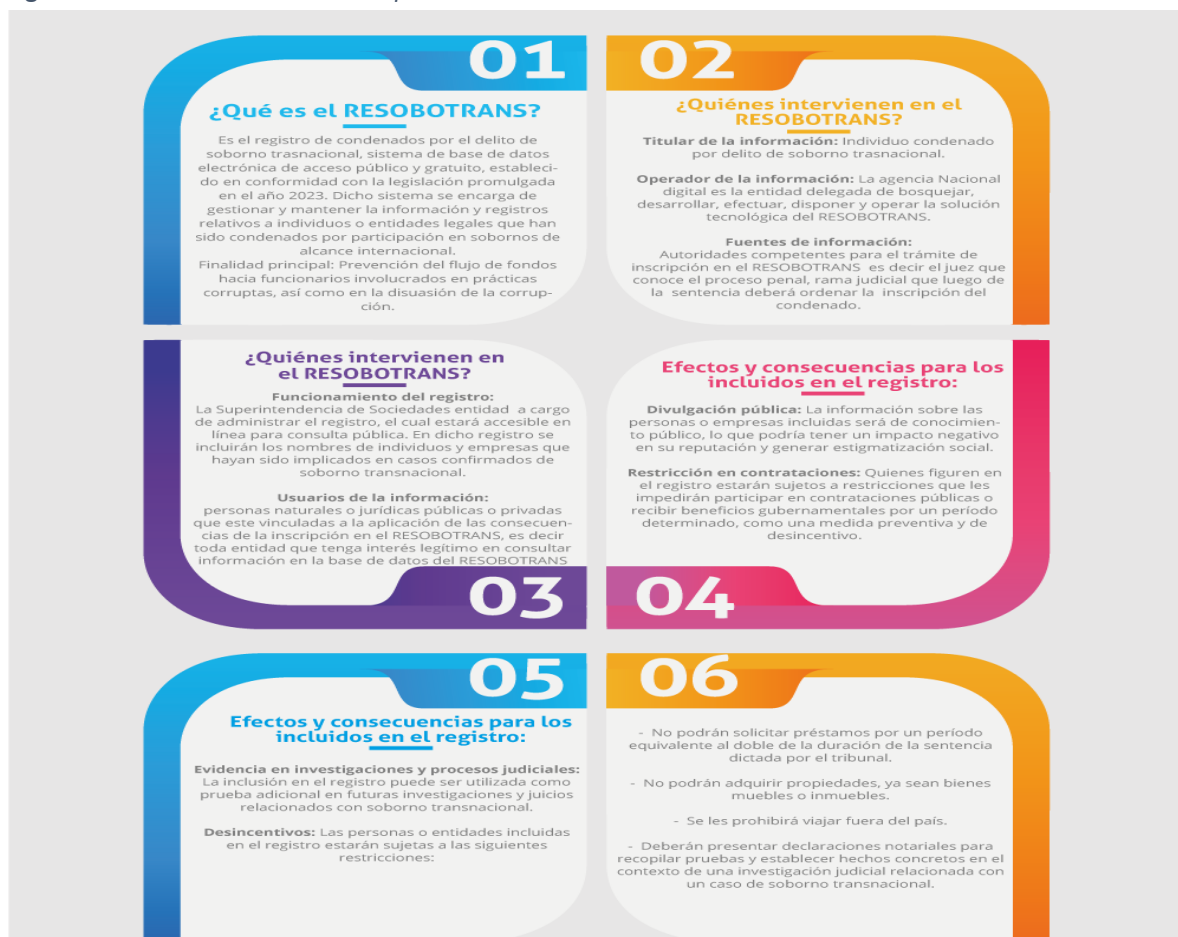 01
¿Qué es el RESOBOTRANS?
Es el registro de condenados por el delito de
soborno trasnacional, sistema de base de datos
electrónica de acceso público y gratuito, estableci-
do en conformidad con la legislación promulgada
en el año 2023. Dicho sistema se encarga de
gestionar y mantener la información y registros
relativos a individuos o entidades legales que han
sido condenados por participación en sobornos de
alcance internacional.
Finalidad principal: Prevención del flujo de fondos
hacia funcionarios involucrados en prácticas
corruptas, así como en la disuasión de la corrup-
ción.
02
¿Quiénes intervienen en el
RESOBOTRANS?
Titular de la información: Individuo condenado
por delito de soborno trasnacional.
Operador de la información: La agencia Nacional
digital es la entidad delegada de bosquejar,
desarrollar, efectuar, disponer y operar la solución
tecnológica del RESOBOTRANS.
Fuentes de información:
Autoridades competentes para el trámite de
inscripción en el RESOBOTRANS es decir el juez que
conoce el proceso penal, rama judicial que luego de
la sentencia deberá ordenar la inscripción del
condenado.
¿Quiénes intervienen en
el RESOBOTRANS?
Funcionamiento del registro:
La Superintendencia de Sociedades entidad a cargo
de administrar el registro, el cual estará accesible en
línea para consulta pública. En dicho registro se
incluirán los nombres de individuos y empresas que
hayan sido implicados en casos confirmados de
soborno transnacional.
Usuarios de la información:
personas naturales o jurídicas públicas o privadas
que este vinculadas a la aplicación de las consecuen-
cias de la inscripción en el RESOBOTRANS, es decir
toda entidad que tenga interés legítimo en consultar
información en la base de datos del RESOBOTRANS
03
Efectos y consecuencias para los
incluidos en el registro:
Divulgación pública: La información sobre las
personas o empresas incluidas será de conocimien-
to público, lo que podría tener un impacto negativo
en su reputación y generar estigmatización social.
Restricción en contrataciones: Quienes figuren en
el registro estarán sujetos a restricciones que les
impedirán participar en contrataciones públicas o
recibir beneficios gubernamentales por un período
determinado, como una medida preventiva y de
desincentivo.
04
05
Efectos y consecuencias para los
incluidos en el registro:
Evidencia en investigaciones y procesos judiciales:
La inclusión en el registro puede ser utilizada como
prueba adicional en futuras investigaciones y juicios
relacionados con soborno transnacional.
Desincentivos: Las personas o entidades incluidas
en el registro estarán sujetas a las siguientes
restricciones:
06
- No podrán solicitar préstamos por un período
equivalente al doble de la duración de la sentencia
dictada por el tribunal.
- No podrán adquirir propiedades, ya sean bienes
muebles o inmuebles.
- Se les prohibirá viajar fuera del país.
- Deberán presentar declaraciones notariales para
recopilar pruebas y establecer hechos concretos en el
contexto de una investigación judicial relacionada con
un caso de soborno transnacional.